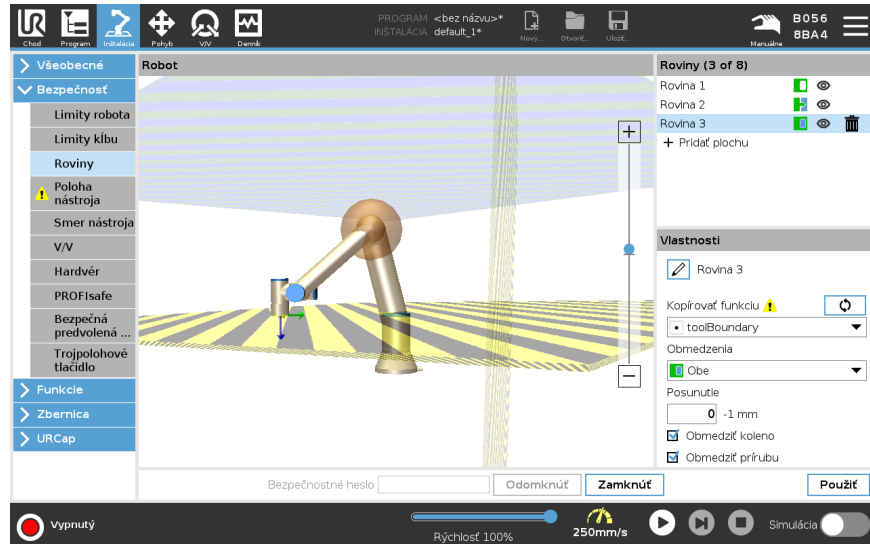 PROGRAM <bez názvu>*
INŠTALÁCIA default_1*
Chod
Program
Inštalácia
Pohyb
V/V
Denník
Nový...
Otvoriť...
Uložiť...
Manuálne
B056
8BA4
Všeobecné
Bezpečnosť
Limity robota
Limity kĺbu
Roviny
Poloha
nástroja
Smer nástroja
V/V
Hardvér
PROFIsafe
Bezpečná
predvolená ...
Trojpolohové
tlačidlo
Funkcie
Zbernica
URCap
Robot
Roviny (3 of 8)
Rovina 1
Rovina 2
Rovina 3
+ Pridať plochu
Vlastnosti
Rovina 3
Kopírovať funkciu
toolBoundary
Obmedzenia
Obe
Posunutie
0 -1 mm
Obmedziť koleno
Obmedziť prírubu
Bezpečnostné heslo
Odomknúť
Zamknúť
Použiť
Vypnutý
Rýchlosť 100%
250mm/s
Simulácia